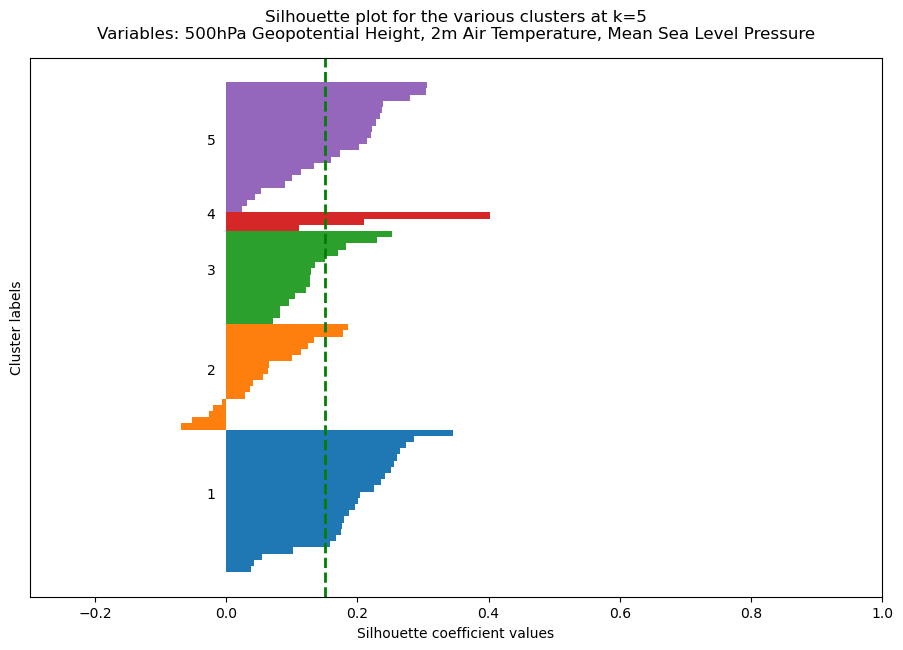 Silhouette plot for the various clusters at k=5
Variables: 500hPa Geopotential Height, 2m Air Temperature, Mean Sea Level Pressure
Cluster labels
5
4
3
2
1
−0.2 0.0 0.2 0.4 0.6 0.8 1.0
Silhouette coefficient values